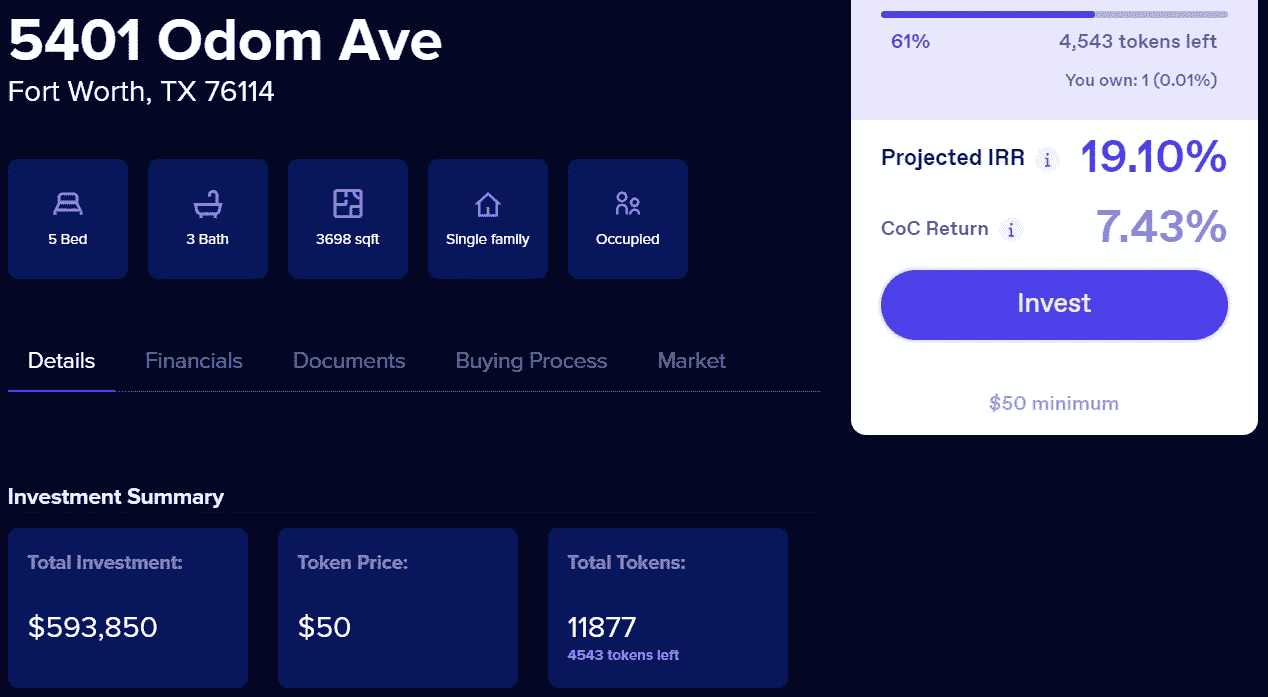 5401 Odom Ave
Fort Worth, TX 76114
5 Bed
3 Bath
3698 sqft
Single family
Occupied
61%
4,543 tokens left
You own: 1 (0.01%)
Projected IRR i 19.10%
CoC Return i 7.43%
Invest
$50 minimum
Details Financials Documents Buying Process Market
Investment Summary
Total Investment:
$593,850
Token Price:
$50
Total Tokens:
11877
4543 tokens left